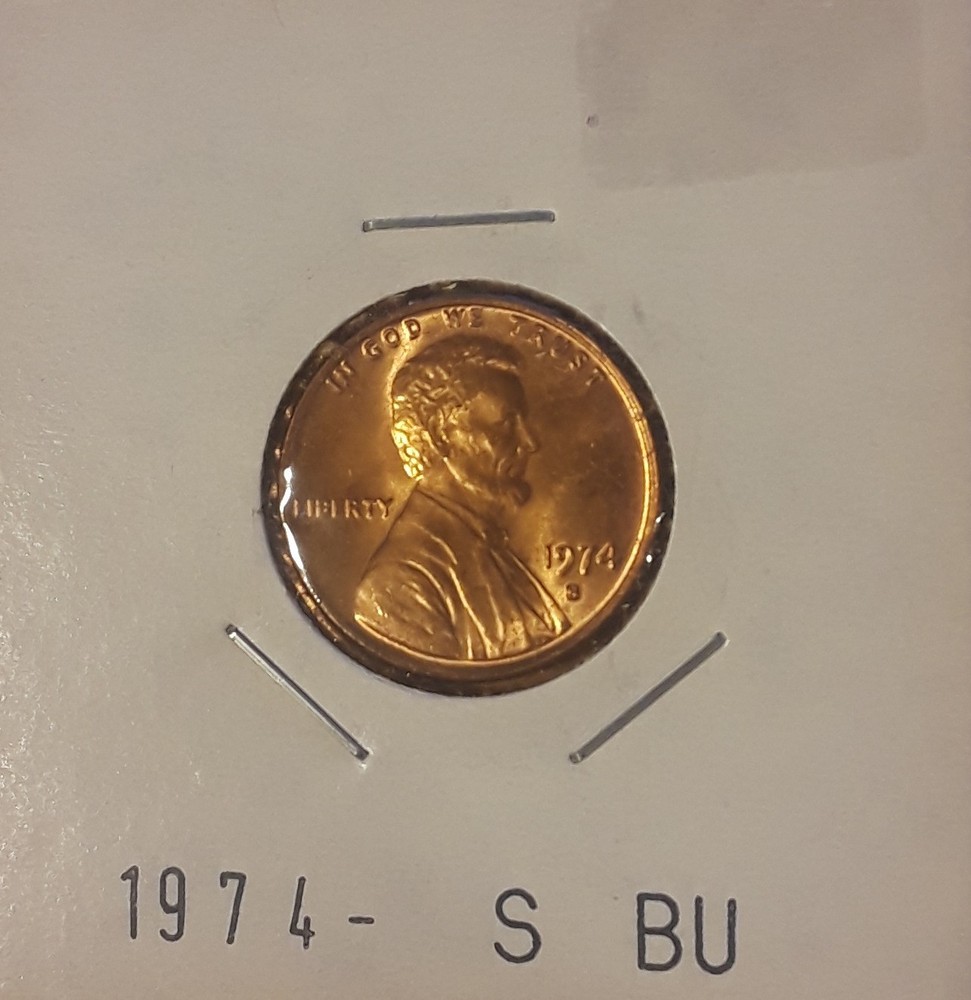 IN GOD WE TRUST
LIBERTY
1974
S
1974- S BU